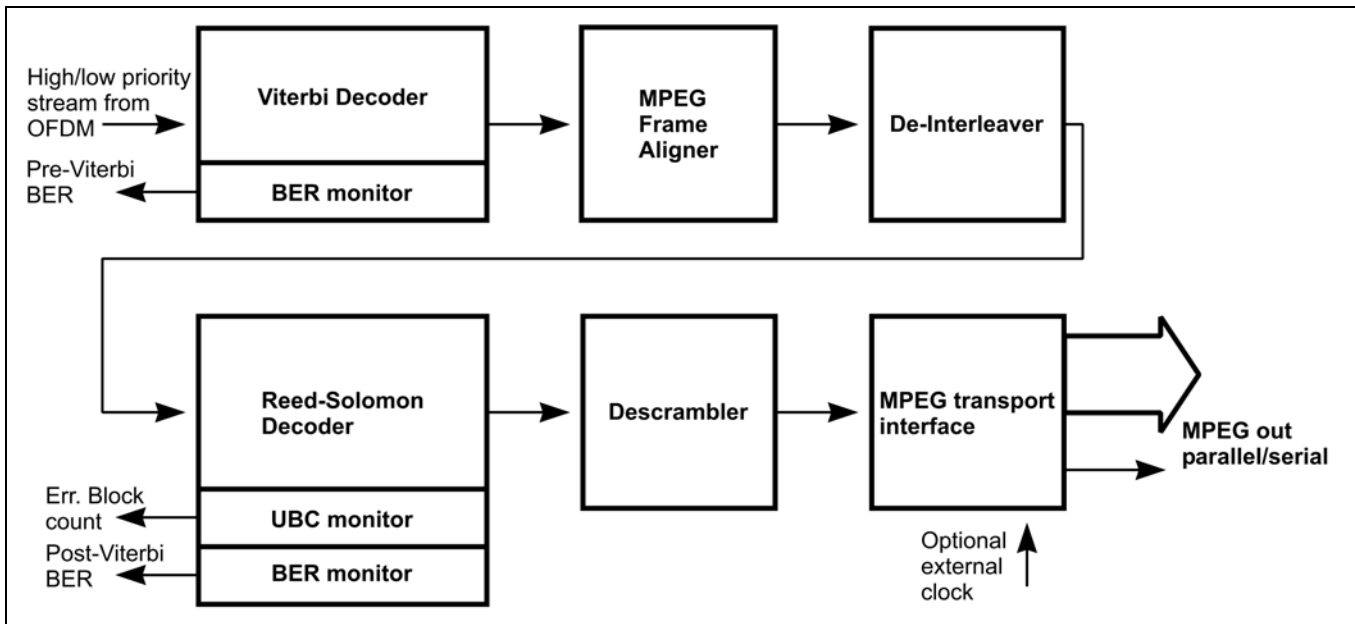 High/low priority
stream from
OFDM
Viterbi Decoder
MPEG
Frame
Aligner
De-Interleaver
Pre-Viterbi
BER
BER monitor
Reed-Solomon
Decoder
Descrambler
MPEG transport
interface
MPEG out
parallel/serial
Err. Block
count
UBC monitor
Post-Viterbi
BER
BER monitor
Optional
external
clock